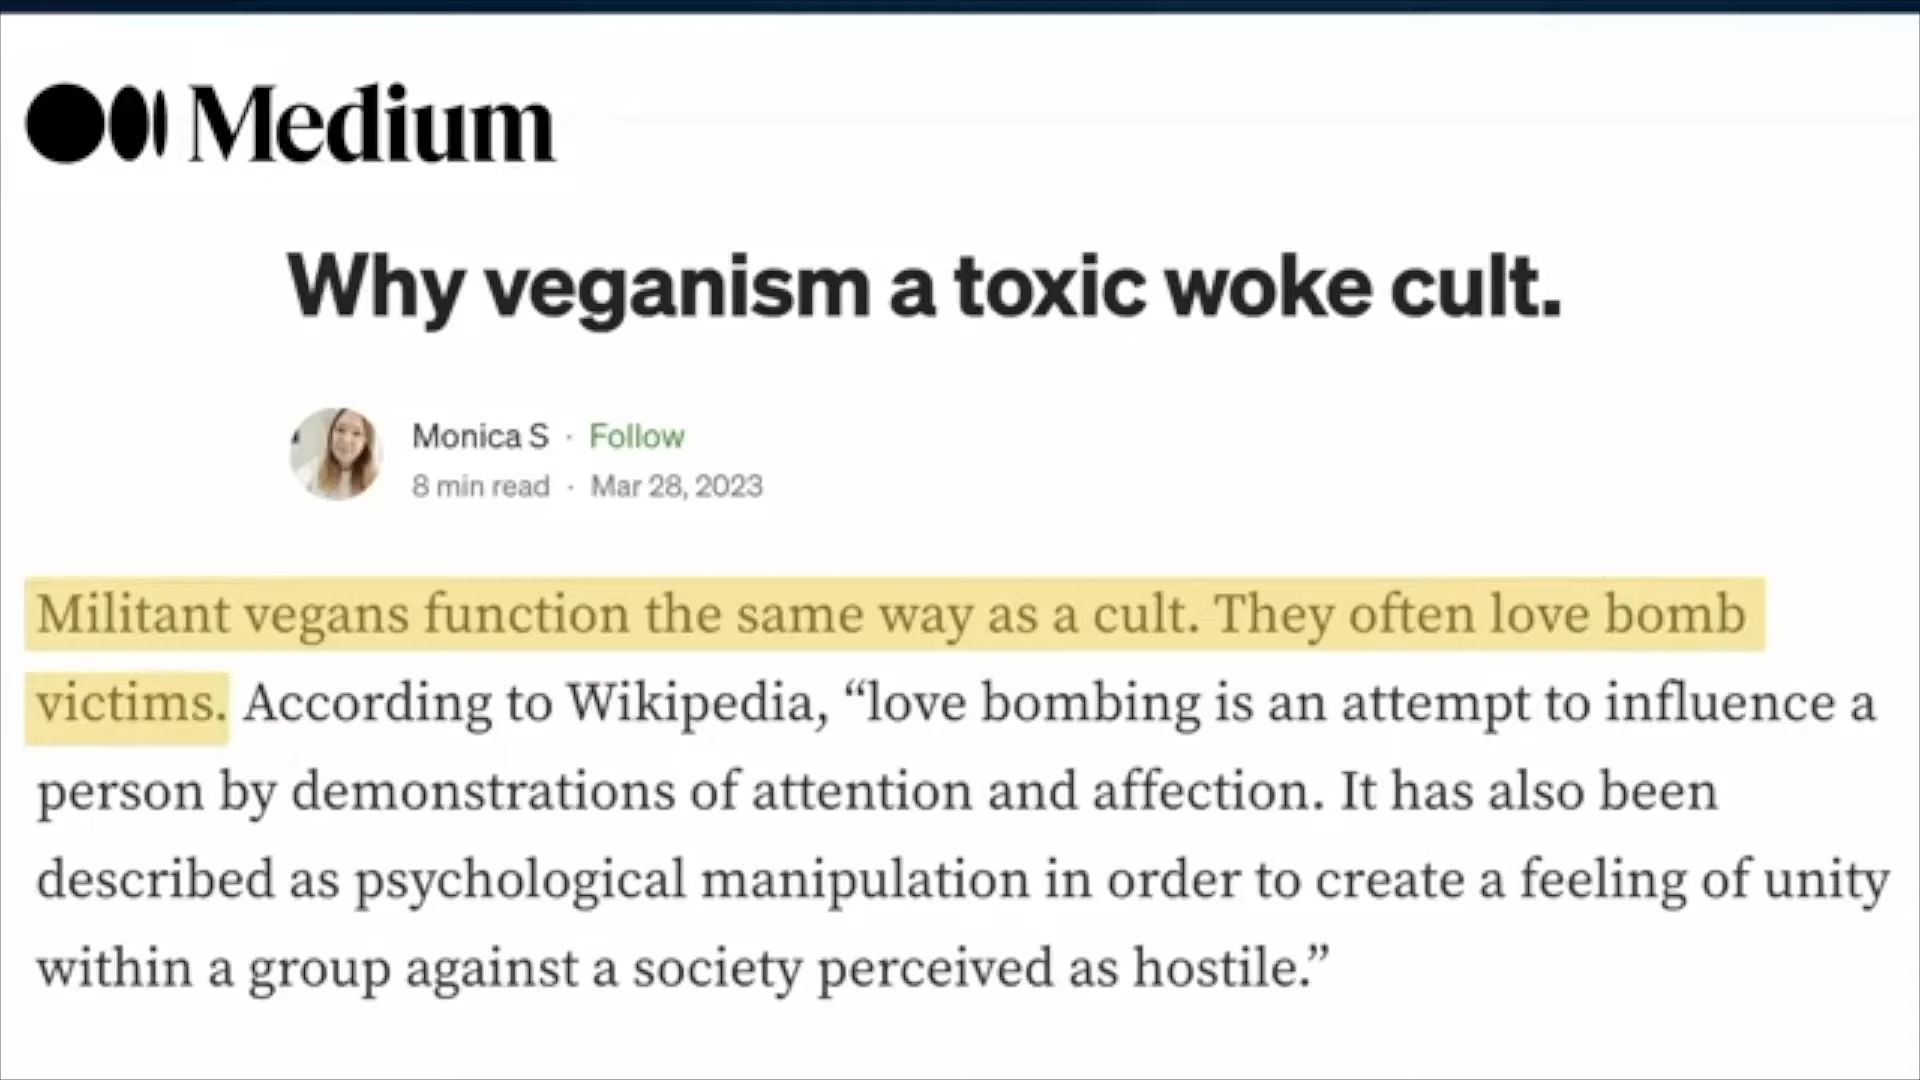 Medium
Why veganism a toxic woke cult.
Monica S · Follow
8 min read · Mar 28, 2023
Militant vegans function the same way as a cult. They often love bomb
victims. According to Wikipedia, “love bombing is an attempt to influence a
person by demonstrations of attention and affection. It has also been
described as psychological manipulation in order to create a feeling of unity
within a group against a society perceived as hostile.”